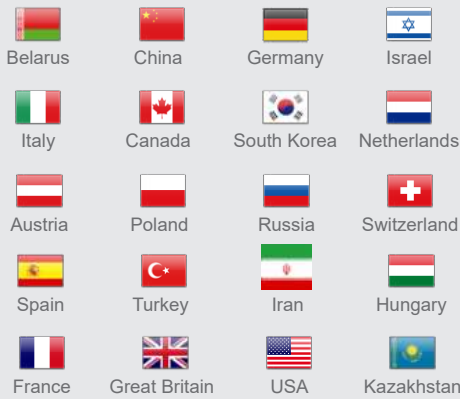 Belarus China Germany Israel
Italy Canada South Korea Netherlands
Austria Poland Russia Switzerland
Spain Turkey Iran Hungary
France Great Britain USA Kazakhstan